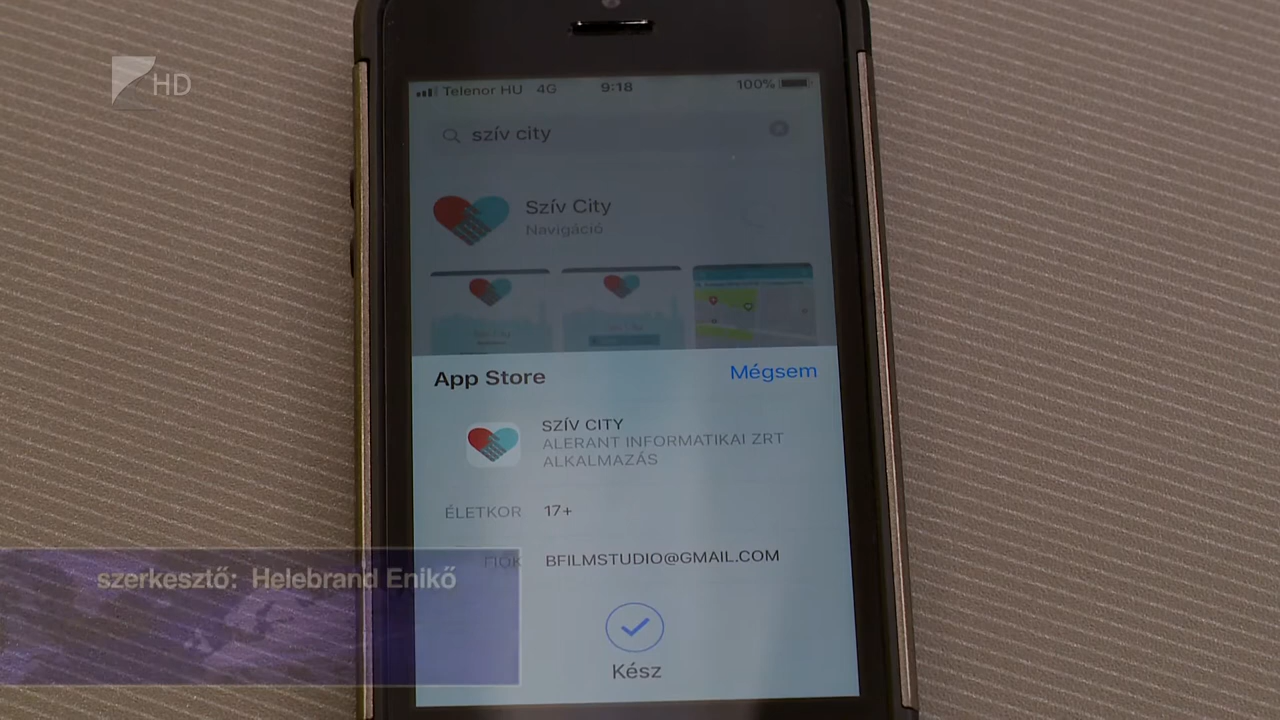 HD
Telenor HU 4G 9:18 100%
szív city
Szív City
Navigáció
App Store Mégsem
SZÍV CITY
ALERANT INFORMATIKAI ZRT
ALKALMAZÁS
ÉLETKOR 17+
FIÓK BFILMSTUDIO@GMAIL.COM
szerkesztő: Helebrand Enikő
Kész